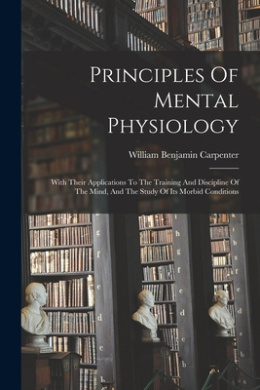 Principles Of
Mental
Physiology
William Benjamin Carpenter
With Their Applications To The Training And Discipline Of
The Mind, And The Study Of Its Morbid Conditions